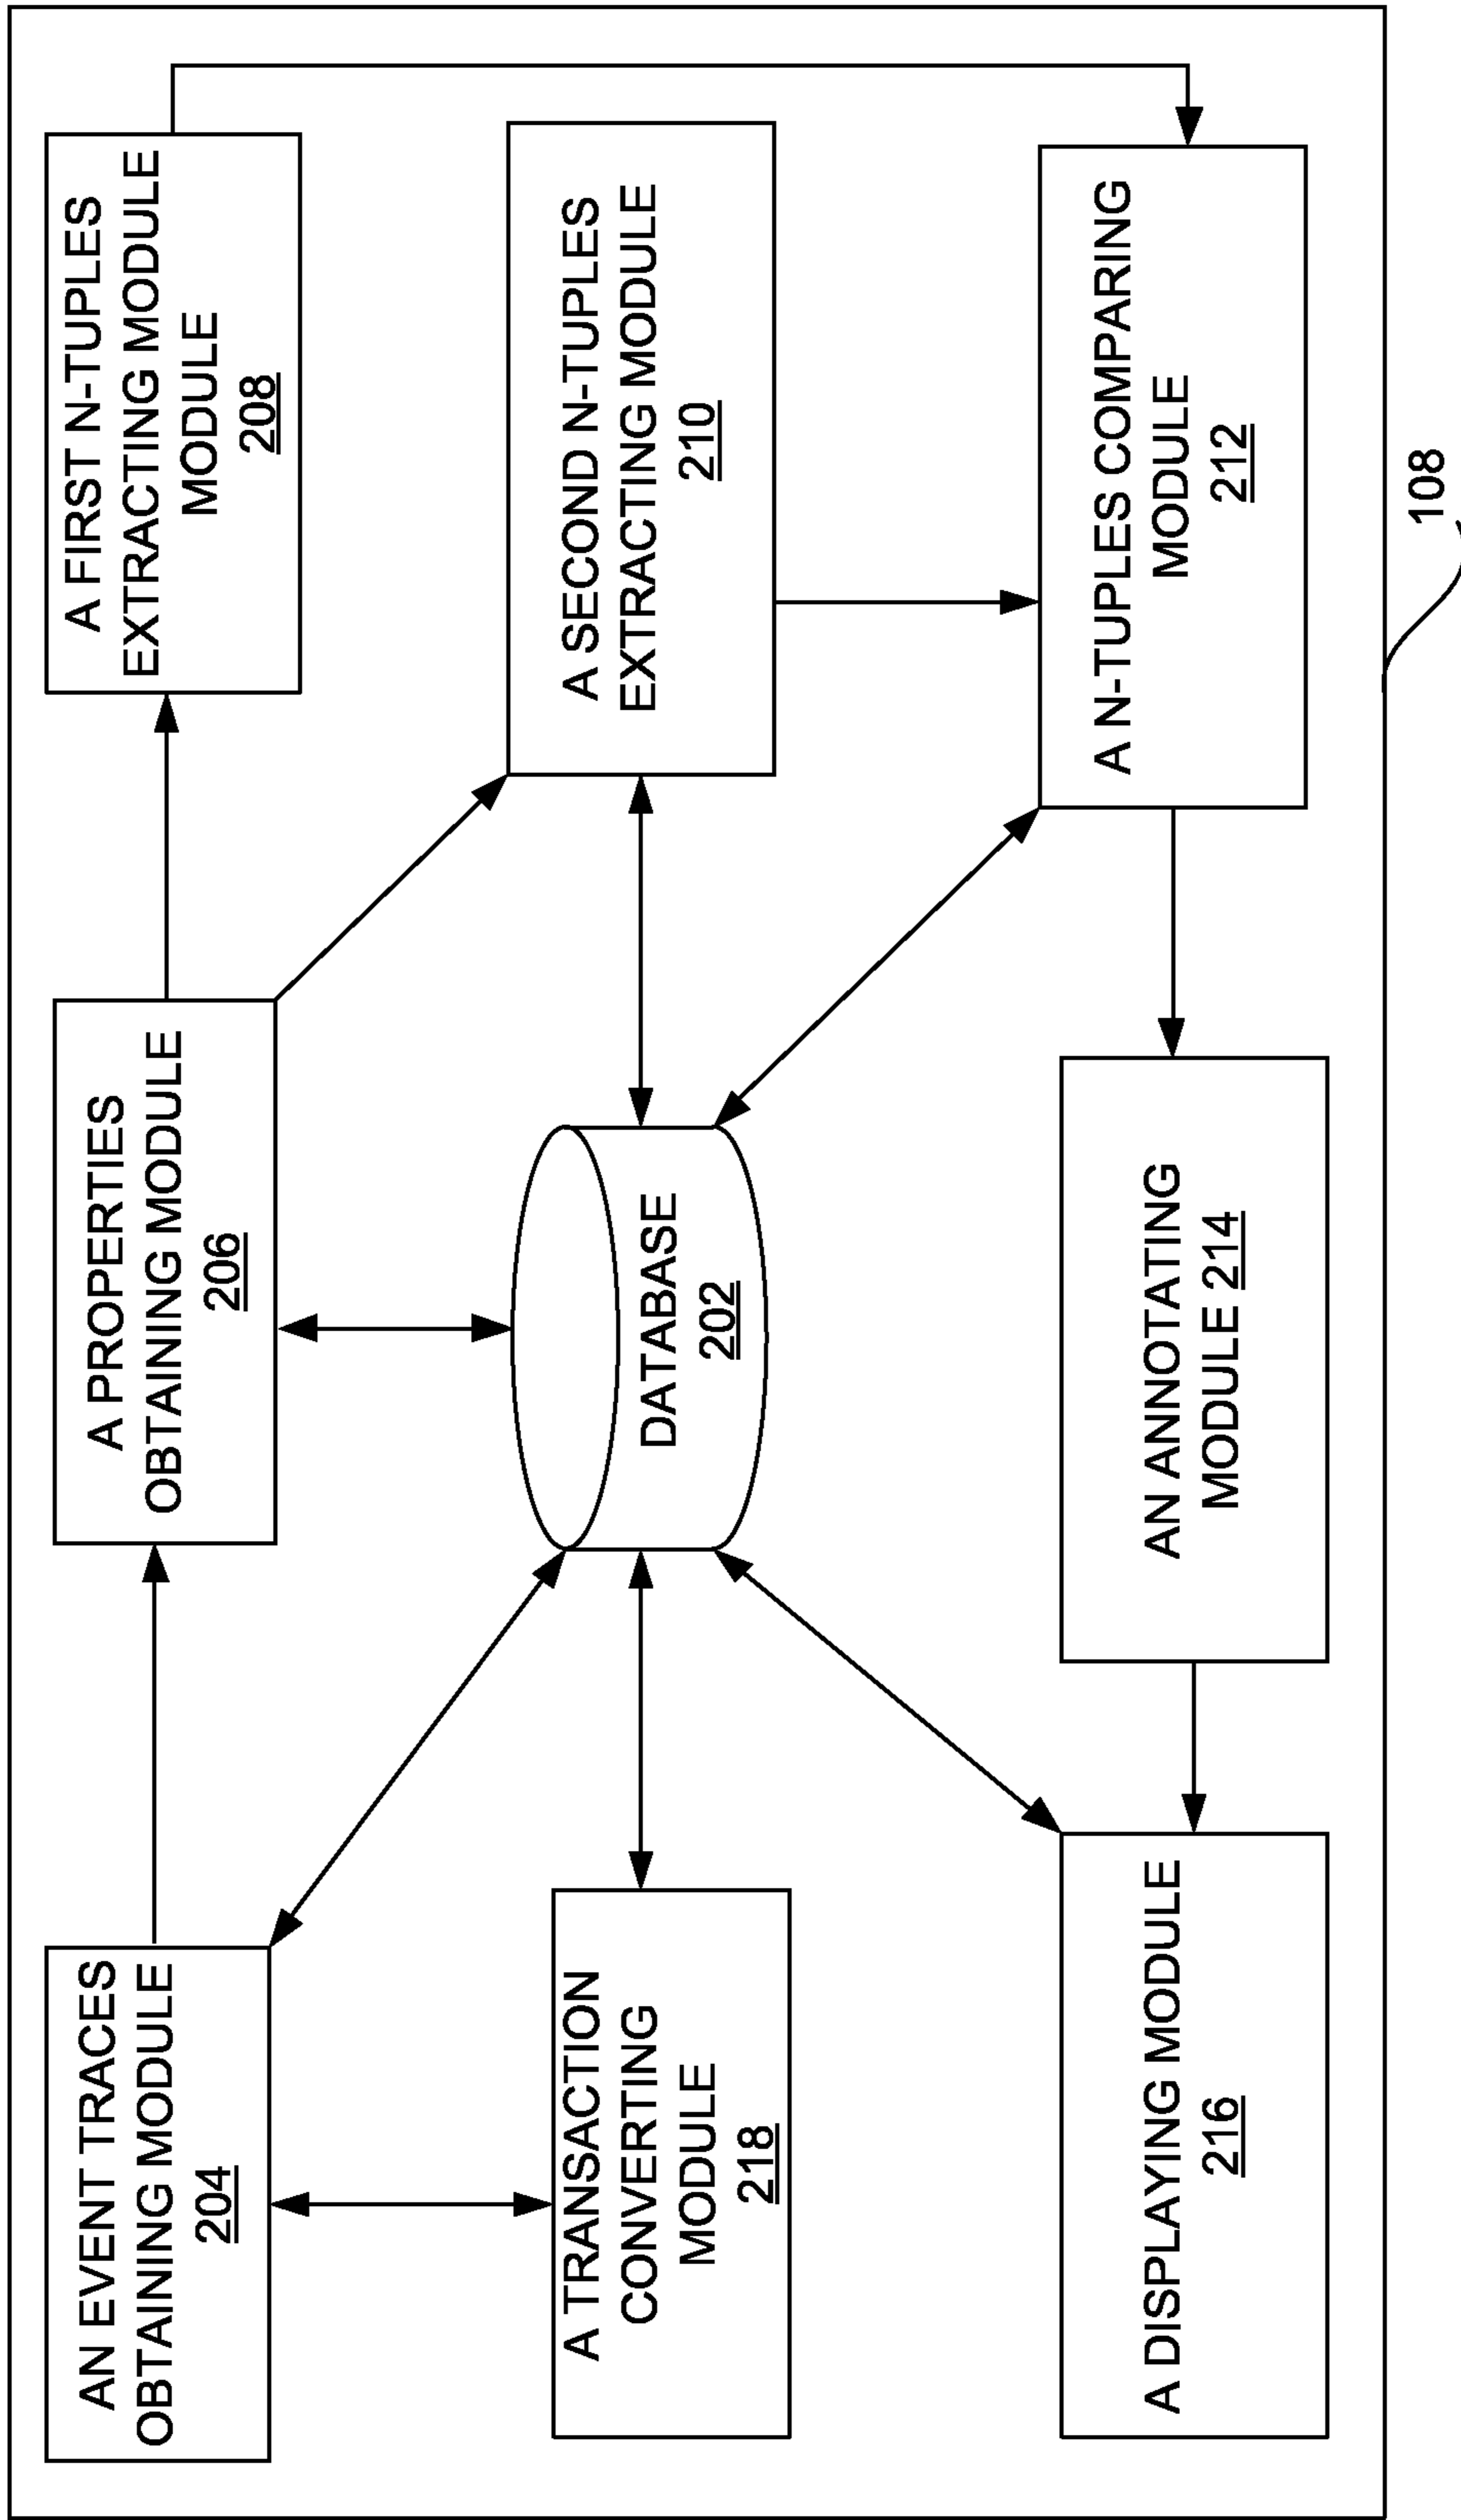 AN EVENT TRACES
OBTAINING MODULE
204
A PROPERTIES
OBTAINING MODULE
206
A FIRST N-TUPLES
EXTRACTING MODULE
MODULE
208
A TRANSACTION
CONVERTING
MODULE
218
DATABASE
202
A SECOND N-TUPLES
EXTRACTING MODULE
210
A DISPLAYING MODULE
216
AN ANNOTATING
MODULE 214
A N-TUPLES COMPARING
MODULE
212
108